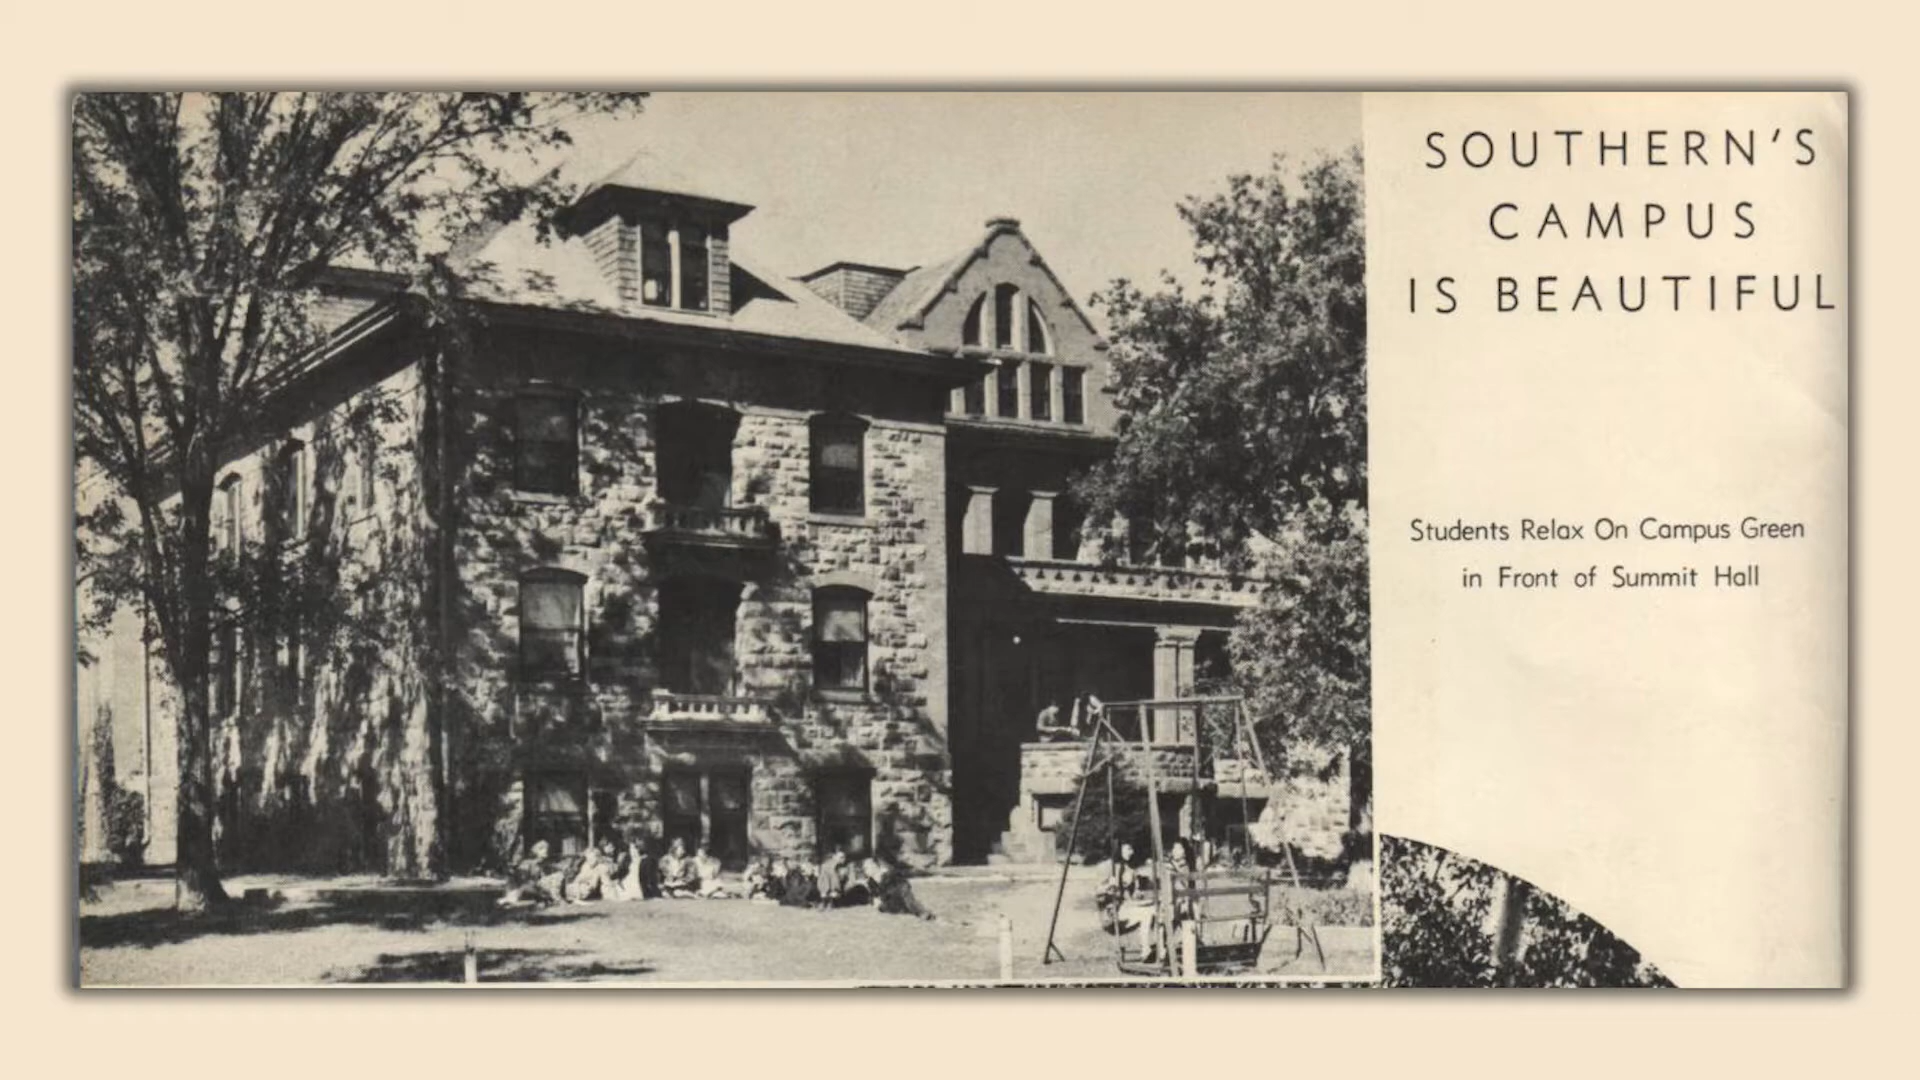 SOUTHERN'S
CAMPUS
IS BEAUTIFUL
Students Relax On Campus Green
in Front of Summit Hall